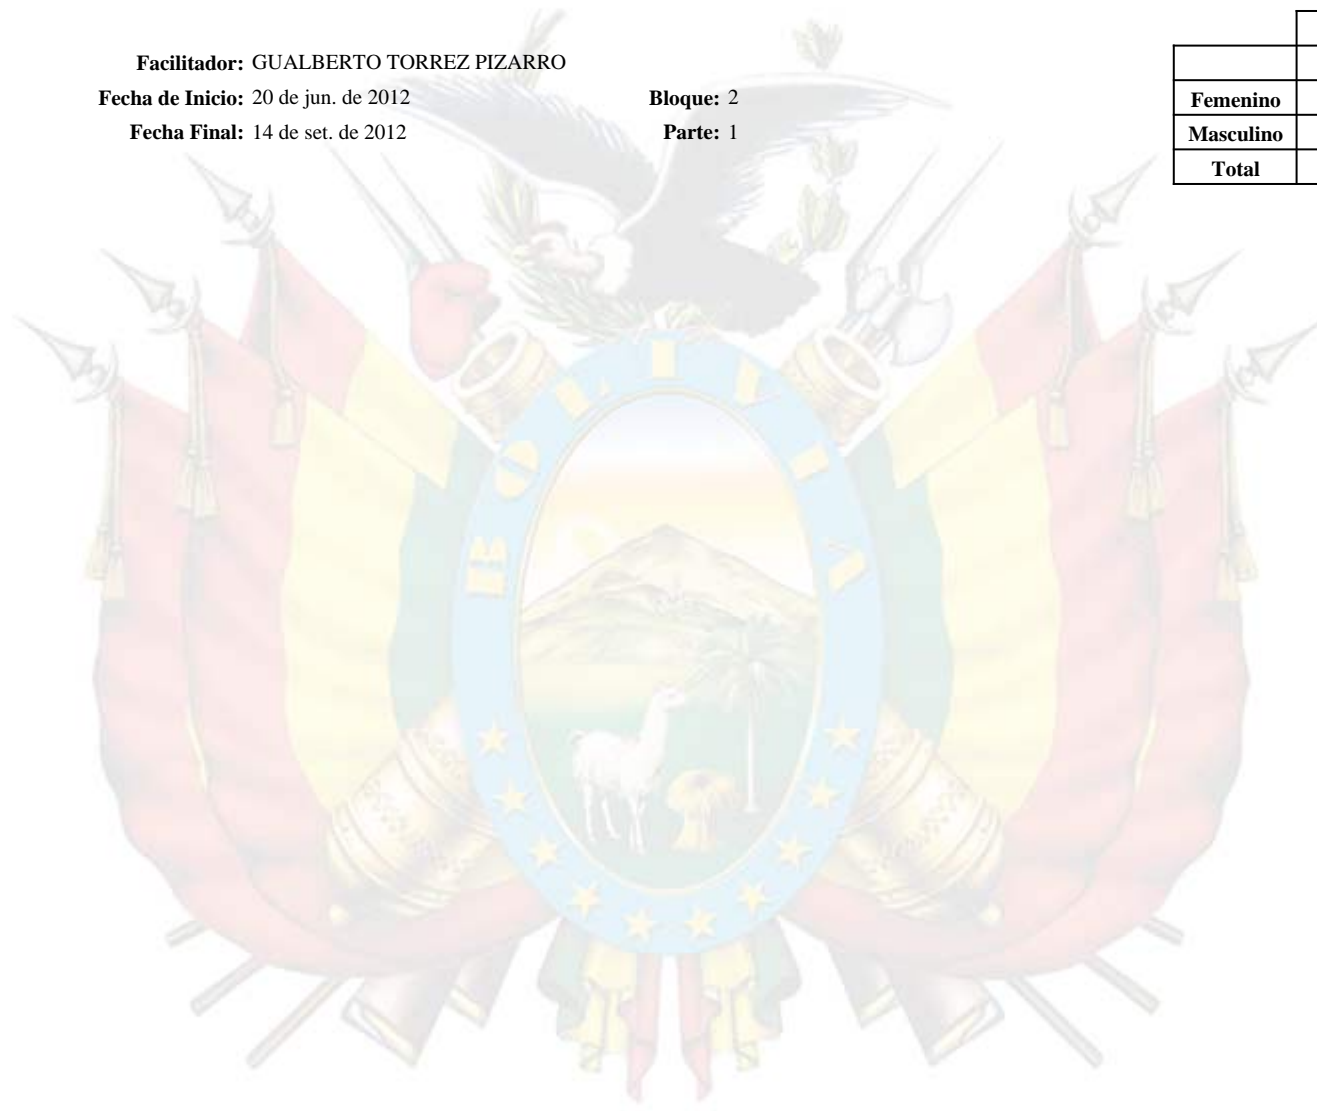 Facilitador: GUALBERTO TORREZ PIZARRO
Fecha de Inicio: 20 de jun. de 2012 Bloque: 2
Fecha Final: 14 de set. de 2012 Parte: 1
Femenino
Masculino
Total
BOLIVIA